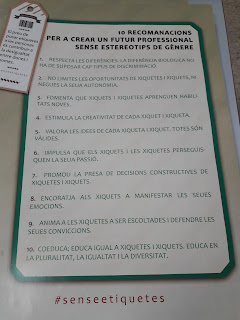 El preu de
etiquetes
10 RECOMANACIONS
PER A CREAR UN FUTUR PROFESSIONAL
SENSE ESTEREOTIPS DE GÈNERE
1. RESPECTA LES DIFERÈNCIES. LA DIFERÈNCIA BIOLÒGICA NO
HA DE SUPOSAR CAP TIPUS DE DISCRIMINACIÓ.
2. NO LIMITES LES OPORTUNITATS DE XIQUETES I XIQUETS, NI
NEGUES LA SEUA AUTONOMIA.
3. FOMENTA QUE XIQUETS I XIQUETES APRENGUEN HABILI-
TATS NOVES.
4. ESTIMULA LA CREATIVITAT DE CADA XIQUET I XIQUETA.
5. VALORA LES IDEES DE CADA XIQUETA I XIQUET. TOTES SÓN
VÀLIDES.
6. IMPULSA QUE ELS XIQUETS I LES XIQUETES PERSEGUIS-
QUEN LA SEUA PASSIÓ.
7. PROMOU LA PRESA DE DECISIONS CONSTRUCTIVES DE
XIQUETES I XIQUETS.
8. ENCORATJA ALS XIQUETS A MANIFESTAR LES SEUES
EMOCIONS.
9. ANIMA A LES XIQUETES A SER ESCOLTADES I DEFENDRE LES
SEUES CONVICCIONS.
10. COEDUCA: EDUCA IGUAL A XIQUETES I XIQUETS. EDUCA EN
LA PLURALITAT, LA IGUALTAT I LA DIVERSITAT.
#senseetiquetes